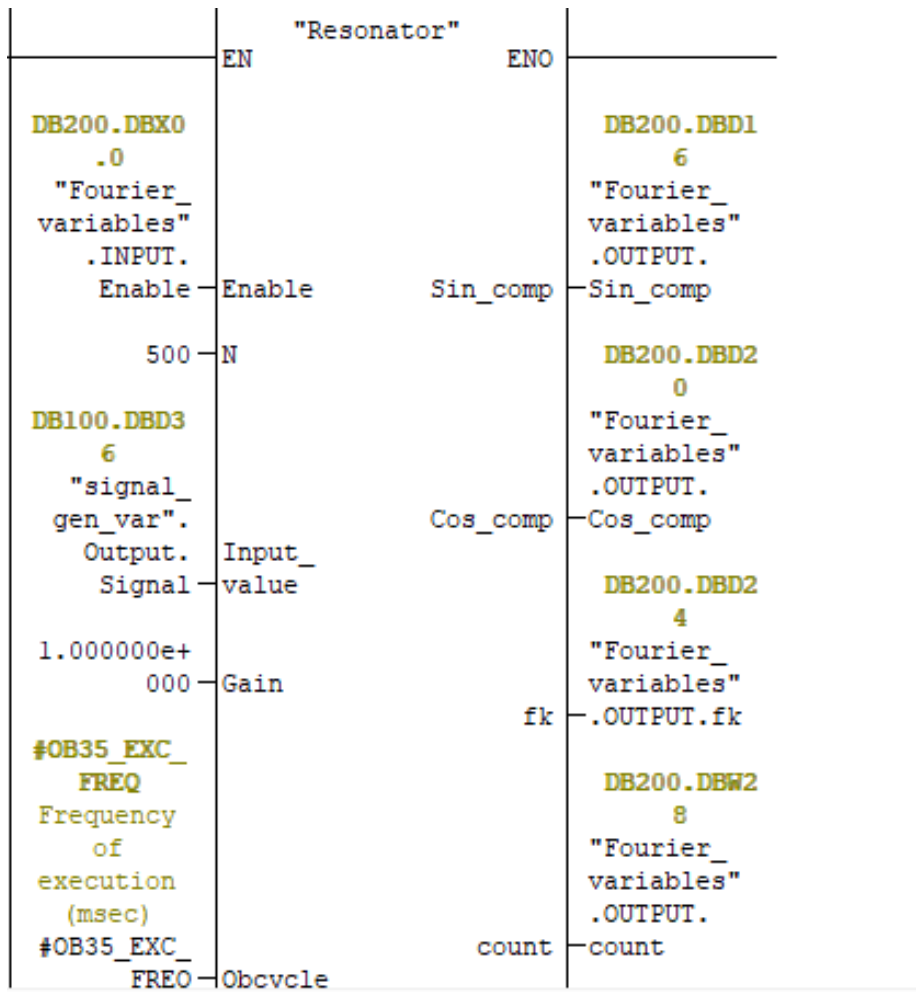 "Resonator"
EN ENO
DB200.DBX0
.0
"Fourier_
variables"
.INPUT.
Enable Enable
500 N
DB100.DBD3
6
"signal_
gen_var".
Output.
Signal
Input_
value
1.000000e+
000 Gain
#OB35_EXC_
FREQ
Frequency
of
execution
(msec)
#OB35_EXC_
FREQ Obcycle
DB200.DBD1
6
"Fourier_
variables"
.OUTPUT.
Sin_comp Sin_comp
DB200.DBD2
0
"Fourier_
variables"
.OUTPUT.
Cos_comp Cos_comp
DB200.DBD2
4
"Fourier_
variables"
fk .OUTPUT.fk
DB200.DBW2
8
"Fourier_
variables"
.OUTPUT.
count count